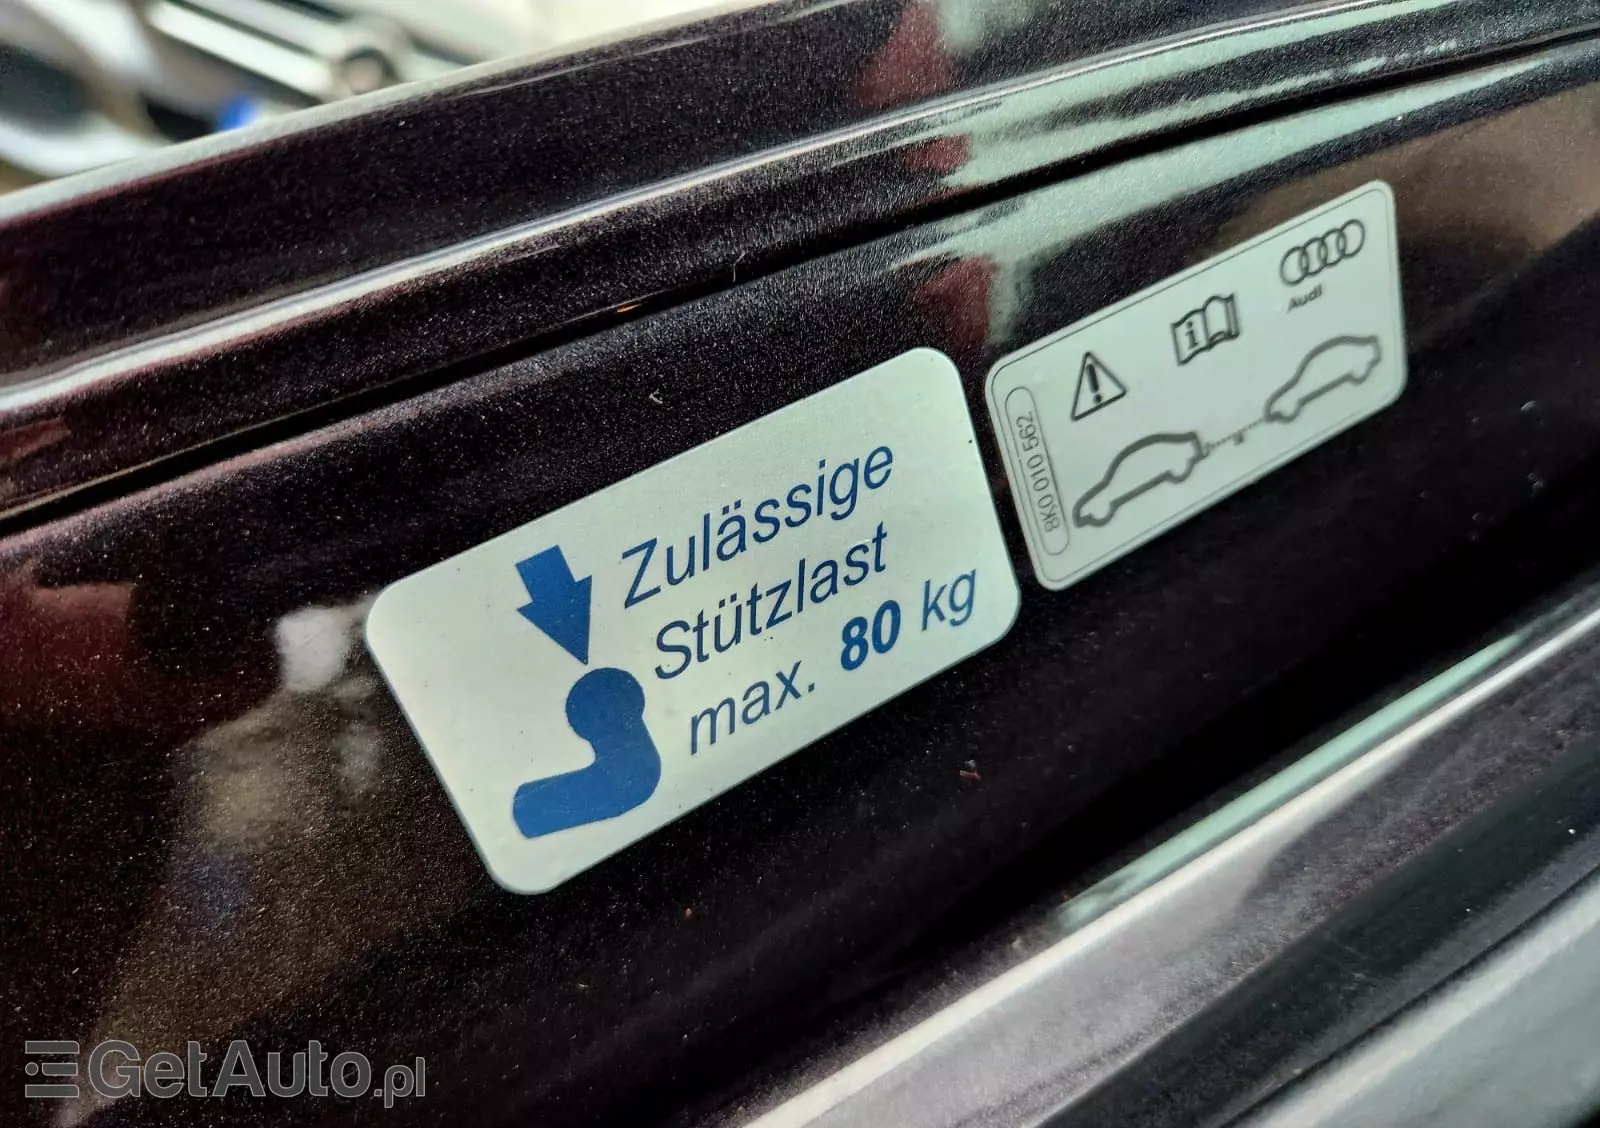 Zulässige
Stützlast
max. 80 kg
Audi
i
8K0 010 562
GetAuto.pl